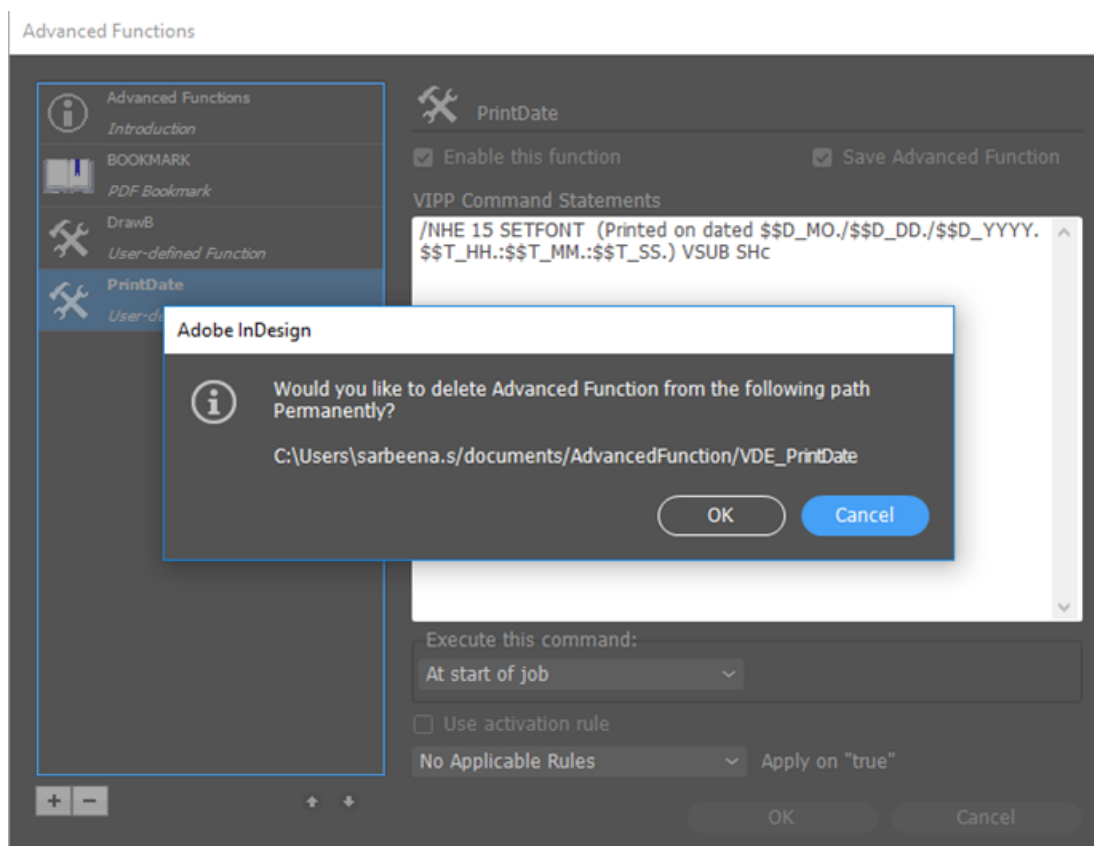 Advanced Functions
Advanced Functions
Introduction
BOOKMARK
PDF Bookmark
DrawB
User-defined Function
PrintDate
User-de
PrintDate
Enable this function
Save Advanced Function
VIPP Command Statements
/NHE 15 SETFONT (Printed on dated $$D_MO./$$D_DD./$$D_YYYY.
$$T_HH.:$$T_MM.:$$T_SS.) VSUB SHc
Adobe InDesign
Would you like to delete Advanced Function from the following path
Permanently?
C:\Users\sarbeena.s/documents/AdvancedFunction/VDE_PrintDate
OK
Cancel
Execute this command:
At start of job
Use activation rule
No Applicable Rules
Apply on "true"
OK
Cancel